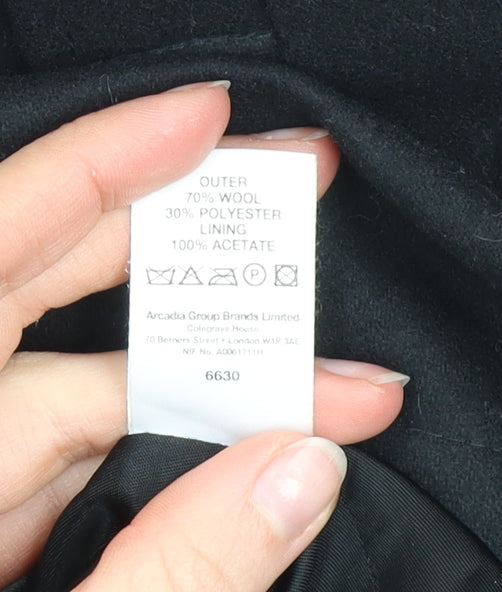 OUTER
70% WOOL
30% POLYESTER
LINING
100% ACETATE
P
Arcadia Group Brands Limited
Colegrave House
70 Berners Street • London W1P 3AE
NIF No. A0061711H
6630